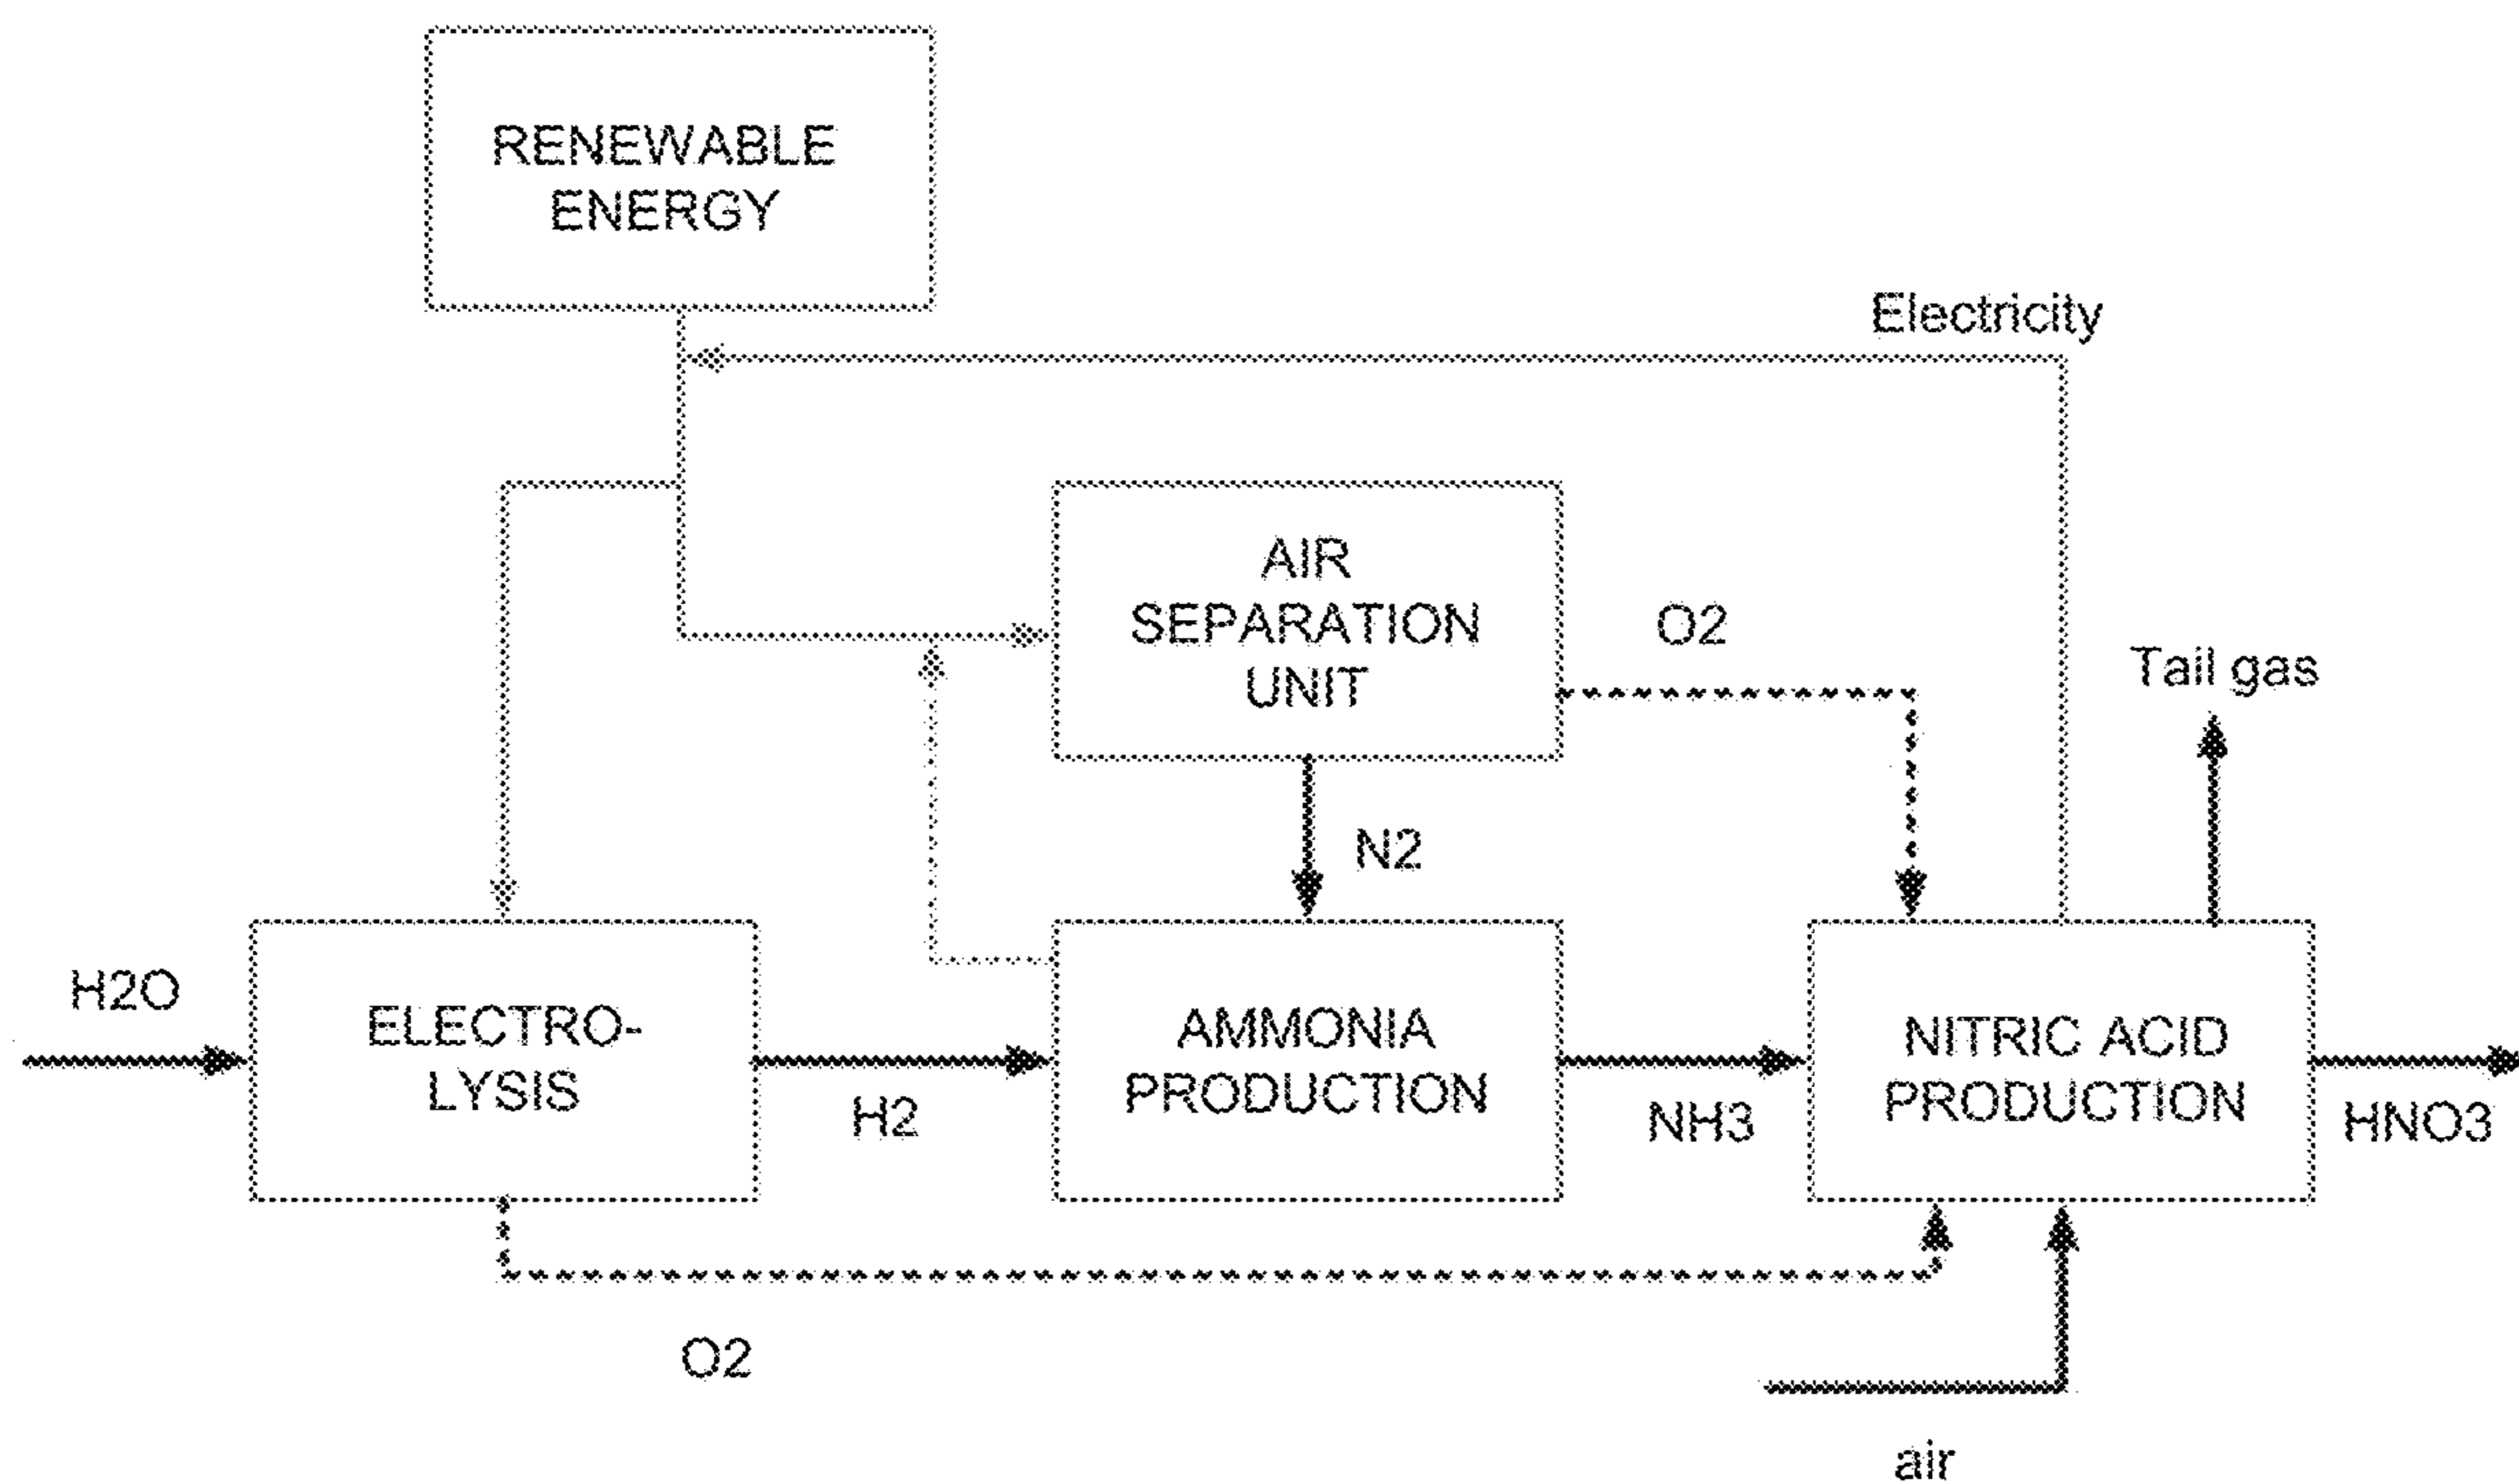 RENEWABLE
ENERGY
Electricity
AIR
SEPARATION
UNIT
O2
Tail gas
N2
H2O
ELECTRO-
LYSIS
H2
AMMONIA
PRODUCTION
NH3
NITRIC ACID
PRODUCTION
HNO3
O2
air